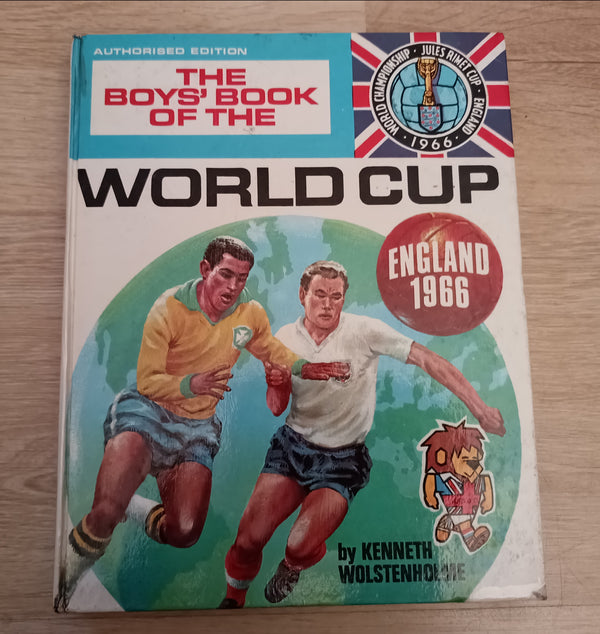 AUTHORISED EDITION
THE
BOYS' BOOK
OF THE
WORLD CHAMPIONSHIP · JULES RIMET CUP · ENGLAND
· 1966 ·
WORLD CUP
ENGLAND
1966
by KENNETH
WOLSTENHOLME